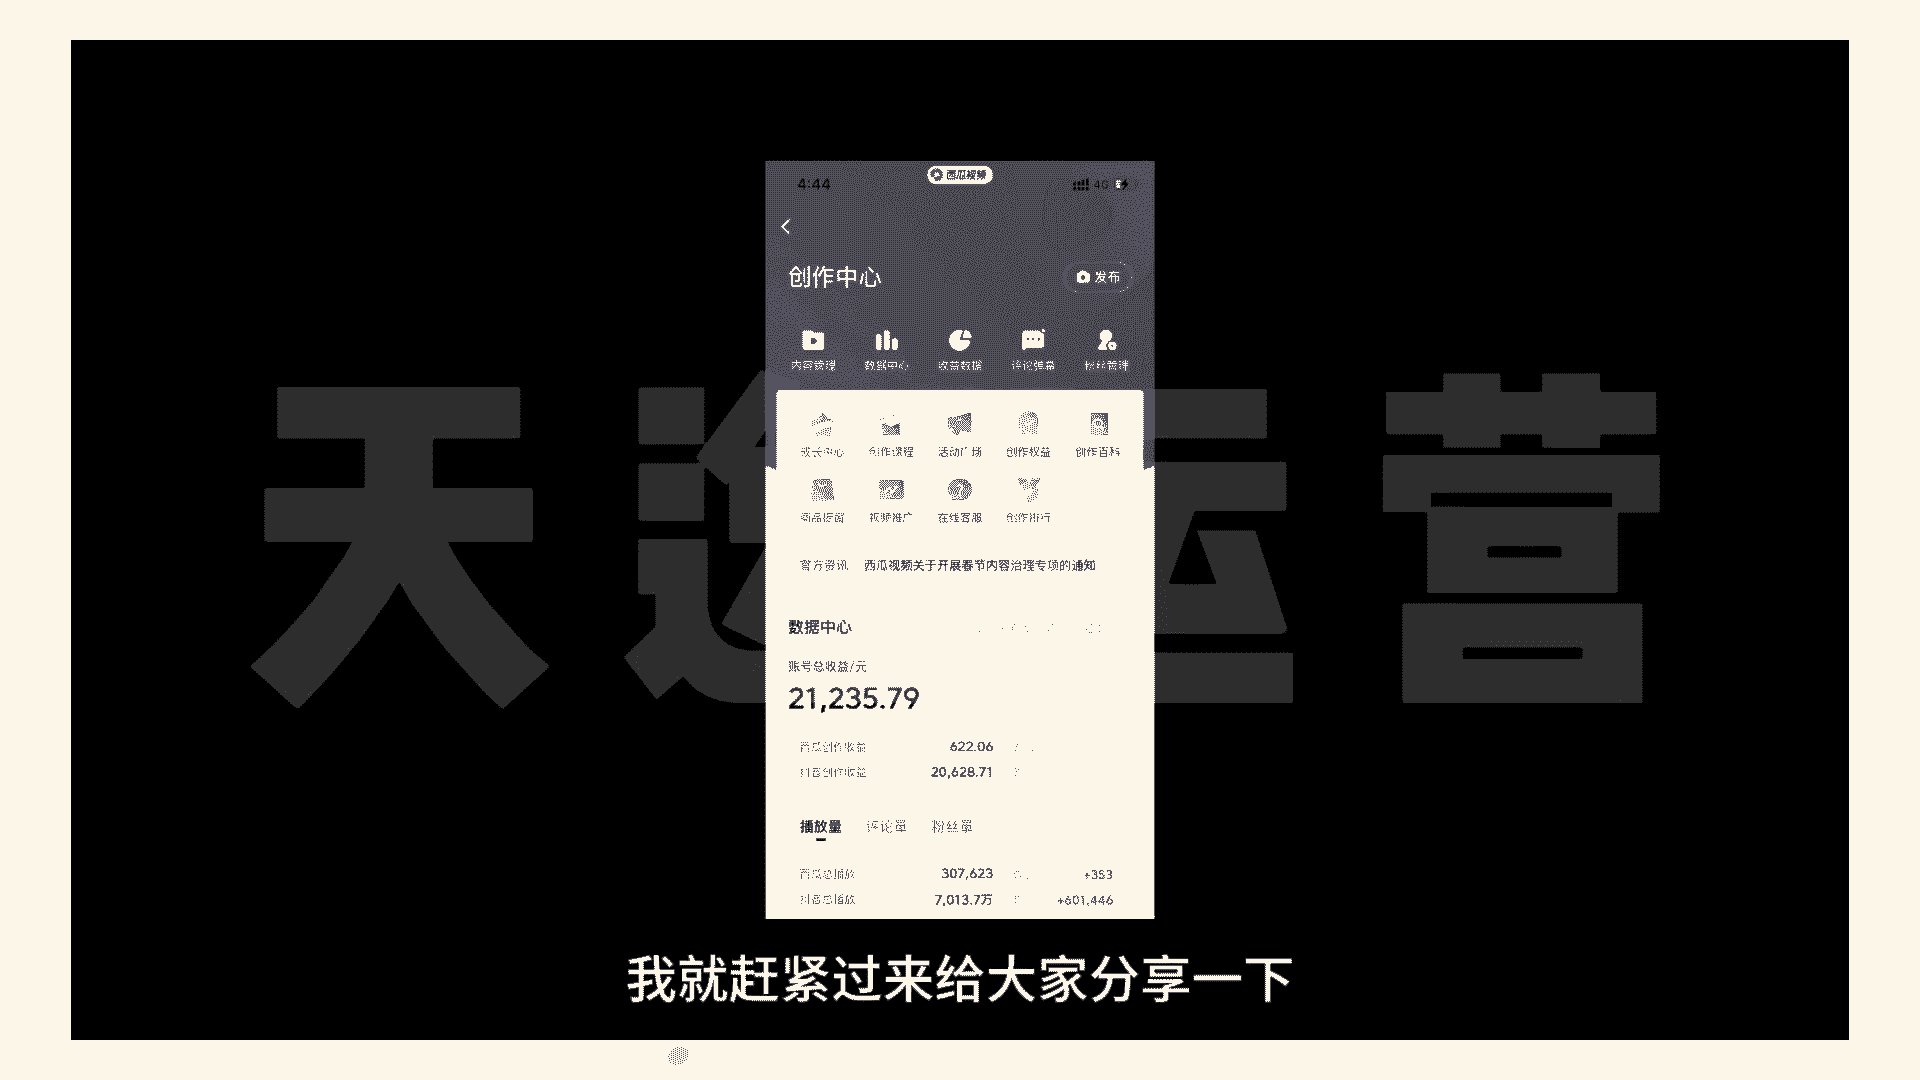 西瓜视频
4:44
4G
创作中心
发布
内容管理 数据中心 收益数据 评论弹幕 粉丝管理
成长中心 创作课程 活动广场 创作权益 创作百科
商品橱窗 视频推广 在线客服 创作排行
官方资讯 西瓜视频关于开展春节内容治理专项的通知
数据中心
账号总收益/元
21,235.79
西瓜创作收益 622.06
抖音创作收益 20,628.71
播放量 评论量 粉丝量
西瓜总播放 307,623 +353
抖音总播放 7,013.7万 +601,446
天 运营
我就赶紧过来给大家分享一下